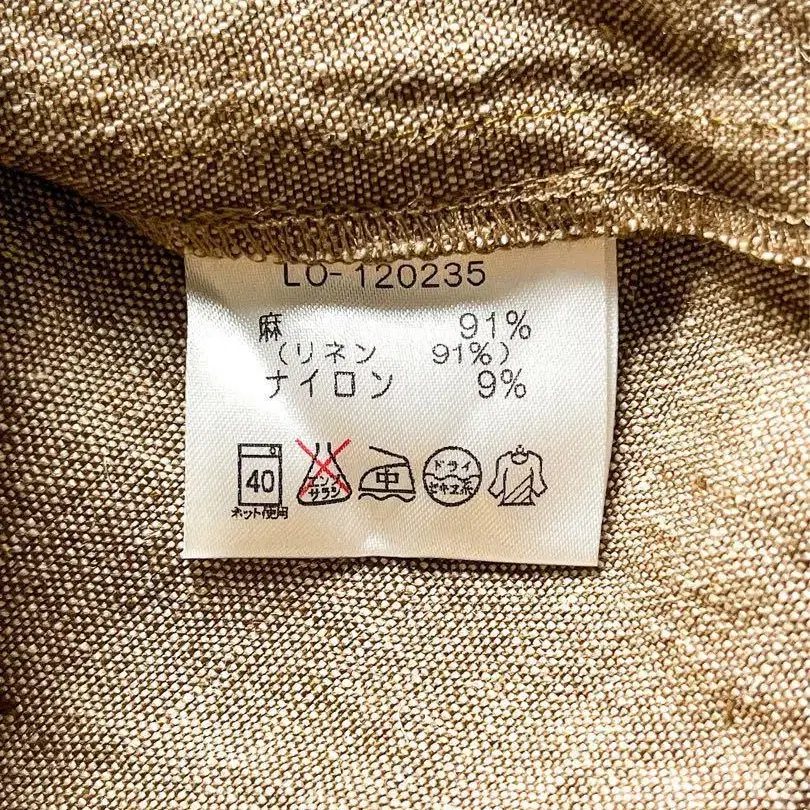 LO-120235
麻 91%
(リネン 91%)
ナイロン 9%
40 エンソ 中 ドライ
サラシ セキユ系
ネット使用